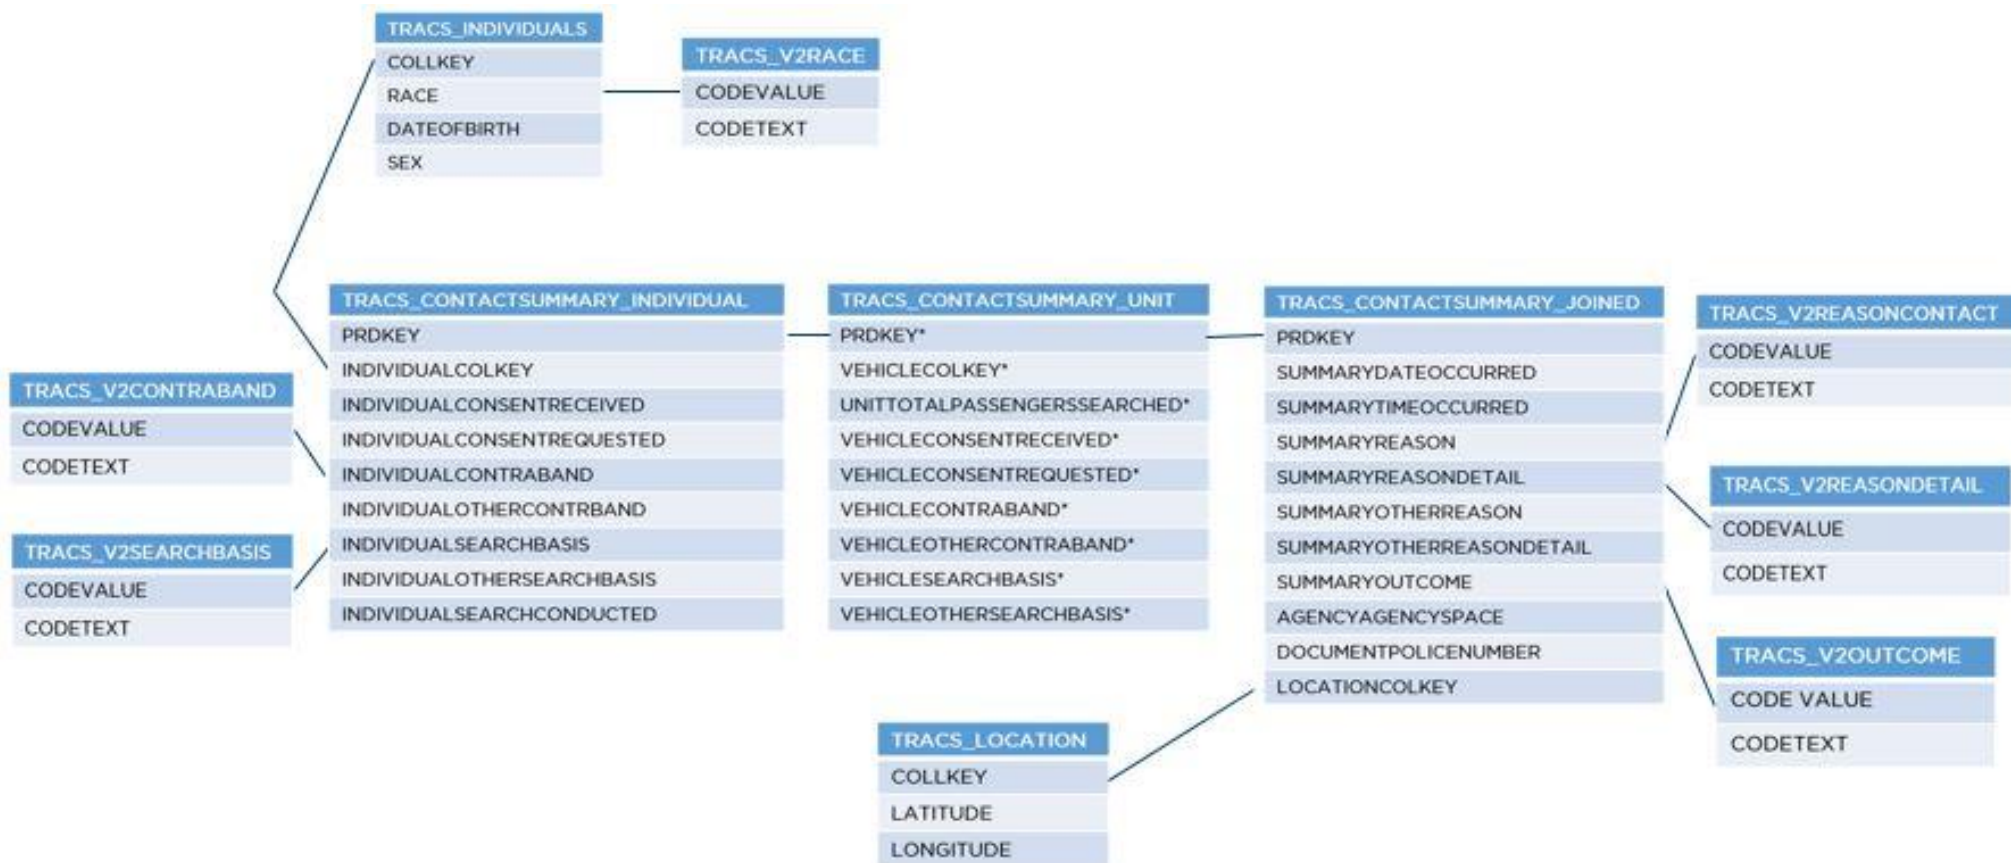 TRACS_INDIVIDUALS
COLLKEY
RACE
DATEOFBIRTH
SEX
TRACS_V2RACE
CODEVALUE
CODETEXT
TRACS_V2CONTRABAND
CODEVALUE
CODETEXT
TRACS_V2SEARCHBASIS
CODEVALUE
CODETEXT
TRACS_CONTACTSUMMARY_INDIVIDUAL
PRDKEY
INDIVIDUALCOLKEY
INDIVIDUALCONSENTRECEIVED
INDIVIDUALCONSENTREQUESTED
INDIVIDUALCONTRABAND
INDIVIDUALOTHERCONTRBAND
INDIVIDUALSEARCHBASIS
INDIVIDUALOTHERSEARCHBASIS
INDIVIDUALSEARCHCONDUCTED
TRACS_CONTACTSUMMARY_UNIT
PRDKEY*
VEHICLECOLKEY*
UNITTOTALPASSENGERSSEARCHED*
VEHICLECONSENTRECEIVED*
VEHICLECONSENTREQUESTED*
VEHICLECONTRABAND*
VEHICLEOTHERCONTRABAND*
VEHICLESEARCHBASIS*
VEHICLEOTHERSEARCHBASIS*
TRACS_CONTACTSUMMARY_JOINED
PRDKEY
SUMMARYDATEOCCURRED
SUMMARYTIMEOCCURRED
SUMMARYREASON
SUMMARYREASONDETAIL
SUMMARYOTHERREASON
SUMMARYOTHERREASONDETAIL
SUMMARYOUTCOME
AGENCYAGENCYSPACE
DOCUMENTPOLICENUMBER
LOCATIONCOLKEY
TRACS_V2REASONCONTACT
CODEVALUE
CODETEXT
TRACS_V2REASONDETAIL
CODEVALUE
CODETEXT
TRACS_V2OUTCOME
CODE VALUE
CODETEXT
TRACS_LOCATION
COLLKEY
LATITUDE
LONGITUDE